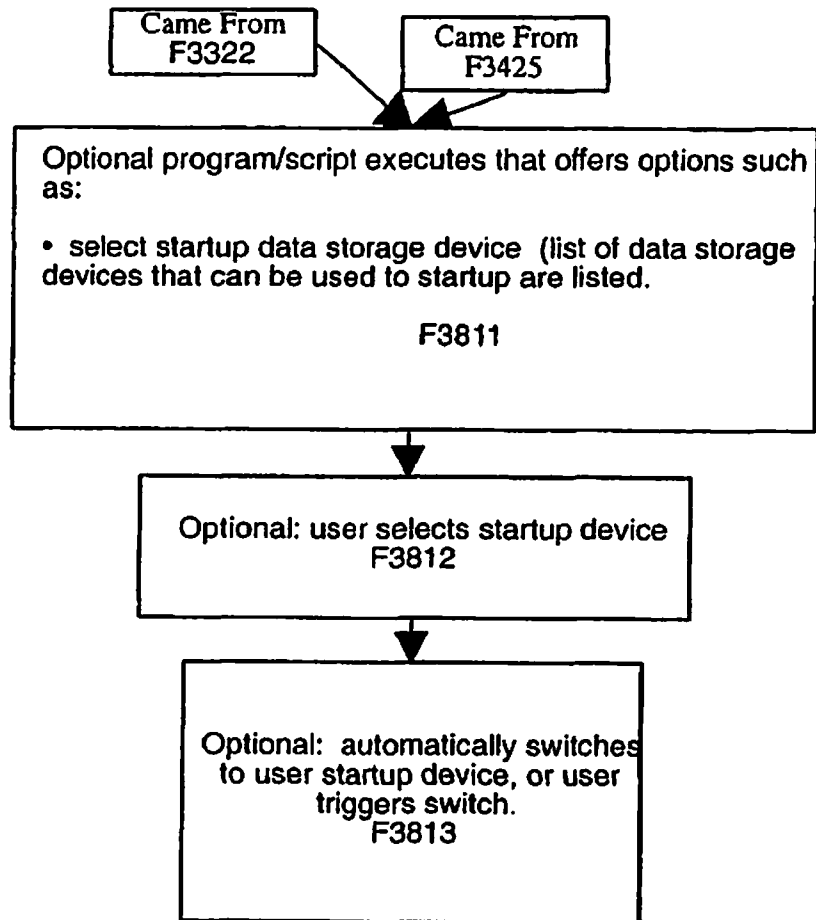 Came From
F3322
Came From
F3425
Optional program/script executes that offers options such
as:
• select startup data storage device (list of data storage
devices that can be used to startup are listed.
F3811
Optional: user selects startup device
F3812
Optional: automatically switches
to user startup device, or user
triggers switch.
F3813